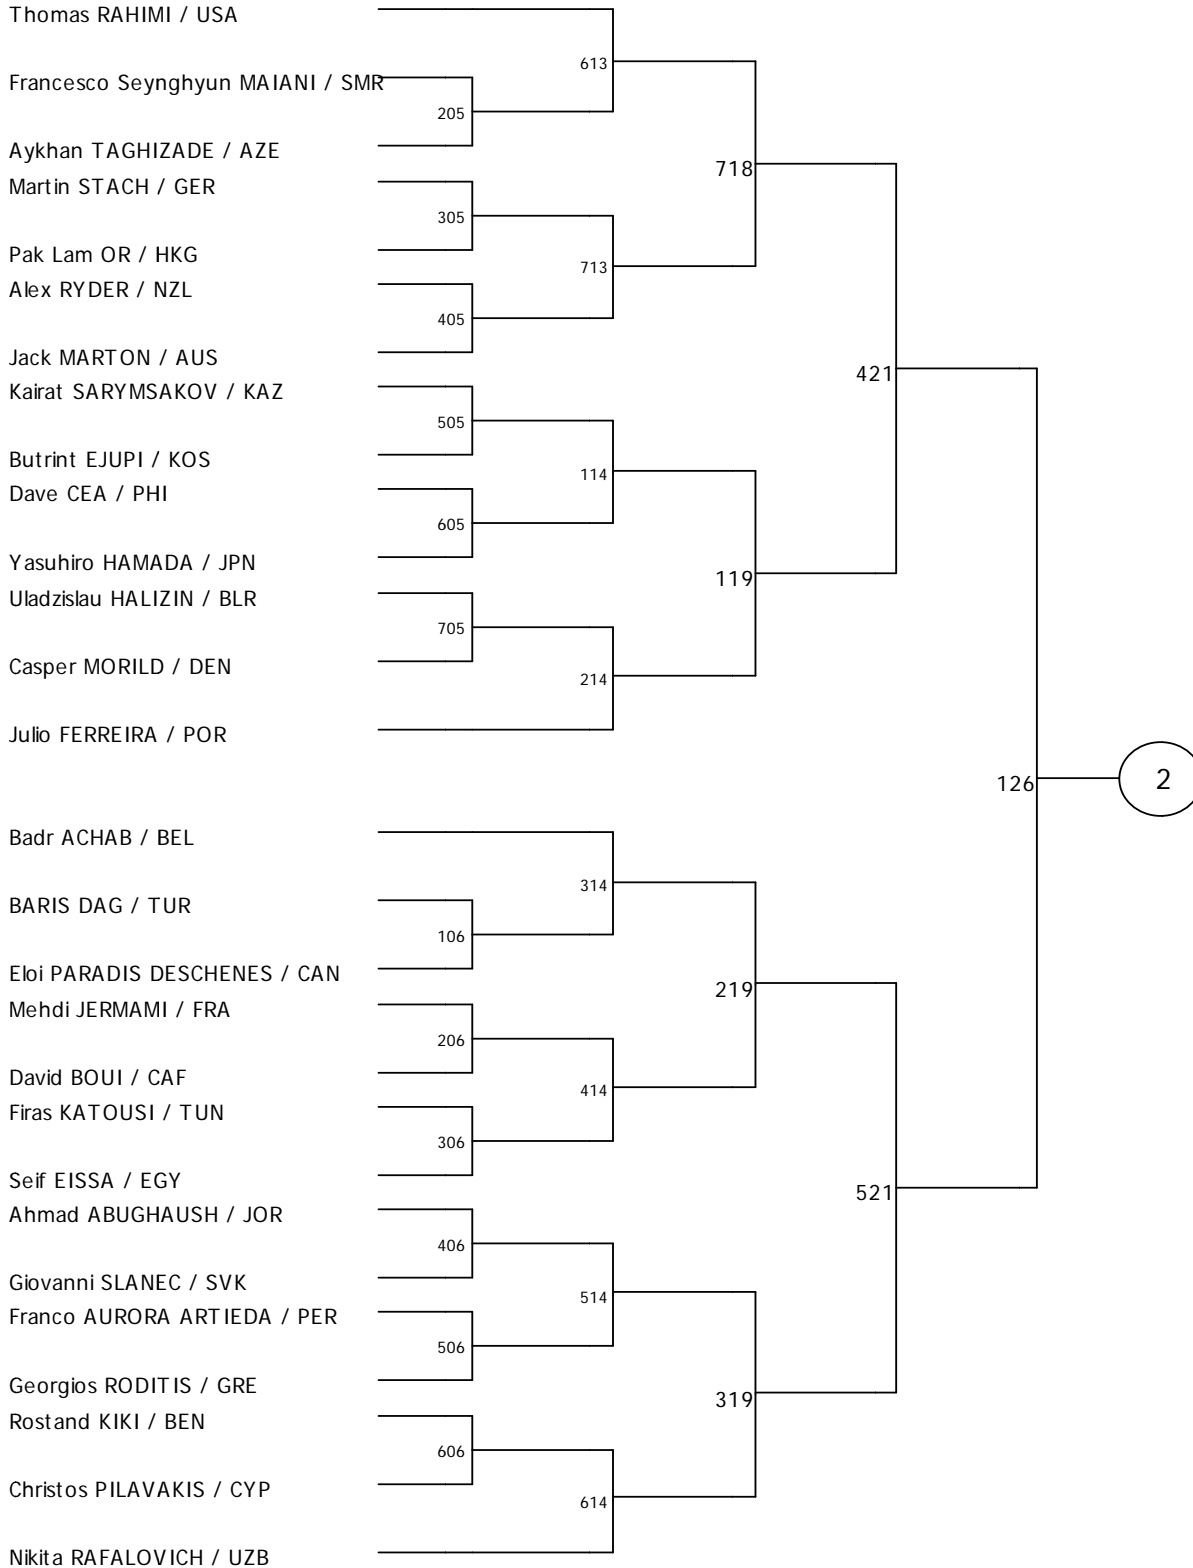 Thomas RAHIMI / USA
613
Francesco Seynghyun MAIANI / SMR
205
Aykhan TAGHIZADE / AZE
718
Martin STACH / GER
305
Pak Lam OR / HKG
713
Alex RYDER / NZL
405
Jack MARTON / AUS
421
Kairat SARYMSAKOV / KAZ
505
Butrint EJUPI / KOS
114
Dave CEA / PHI
605
Yasuhiro HAMADA / JPN
119
Uladzislau HALIZIN / BLR
705
Casper MORILD / DEN
214
Julio FERREIRA / POR
126
2
Badr ACHAB / BEL
314
BARIS DAG / TUR
106
Eloi PARADIS DESCHENES / CAN
219
Mehdi JERMAMI / FRA
206
David BOUI / CAF
414
Firas KATOUSI / TUN
306
Seif EISSA / EGY
521
Ahmad ABUGHAUSH / JOR
406
Giovanni SLANEC / SVK
514
Franco AURORA ARTIEDA / PER
506
Georgios RODITIS / GRE
319
Rostand KIKI / BEN
606
Christos PILAVAKIS / CYP
614
Nikita RAFALOVICH / UZB